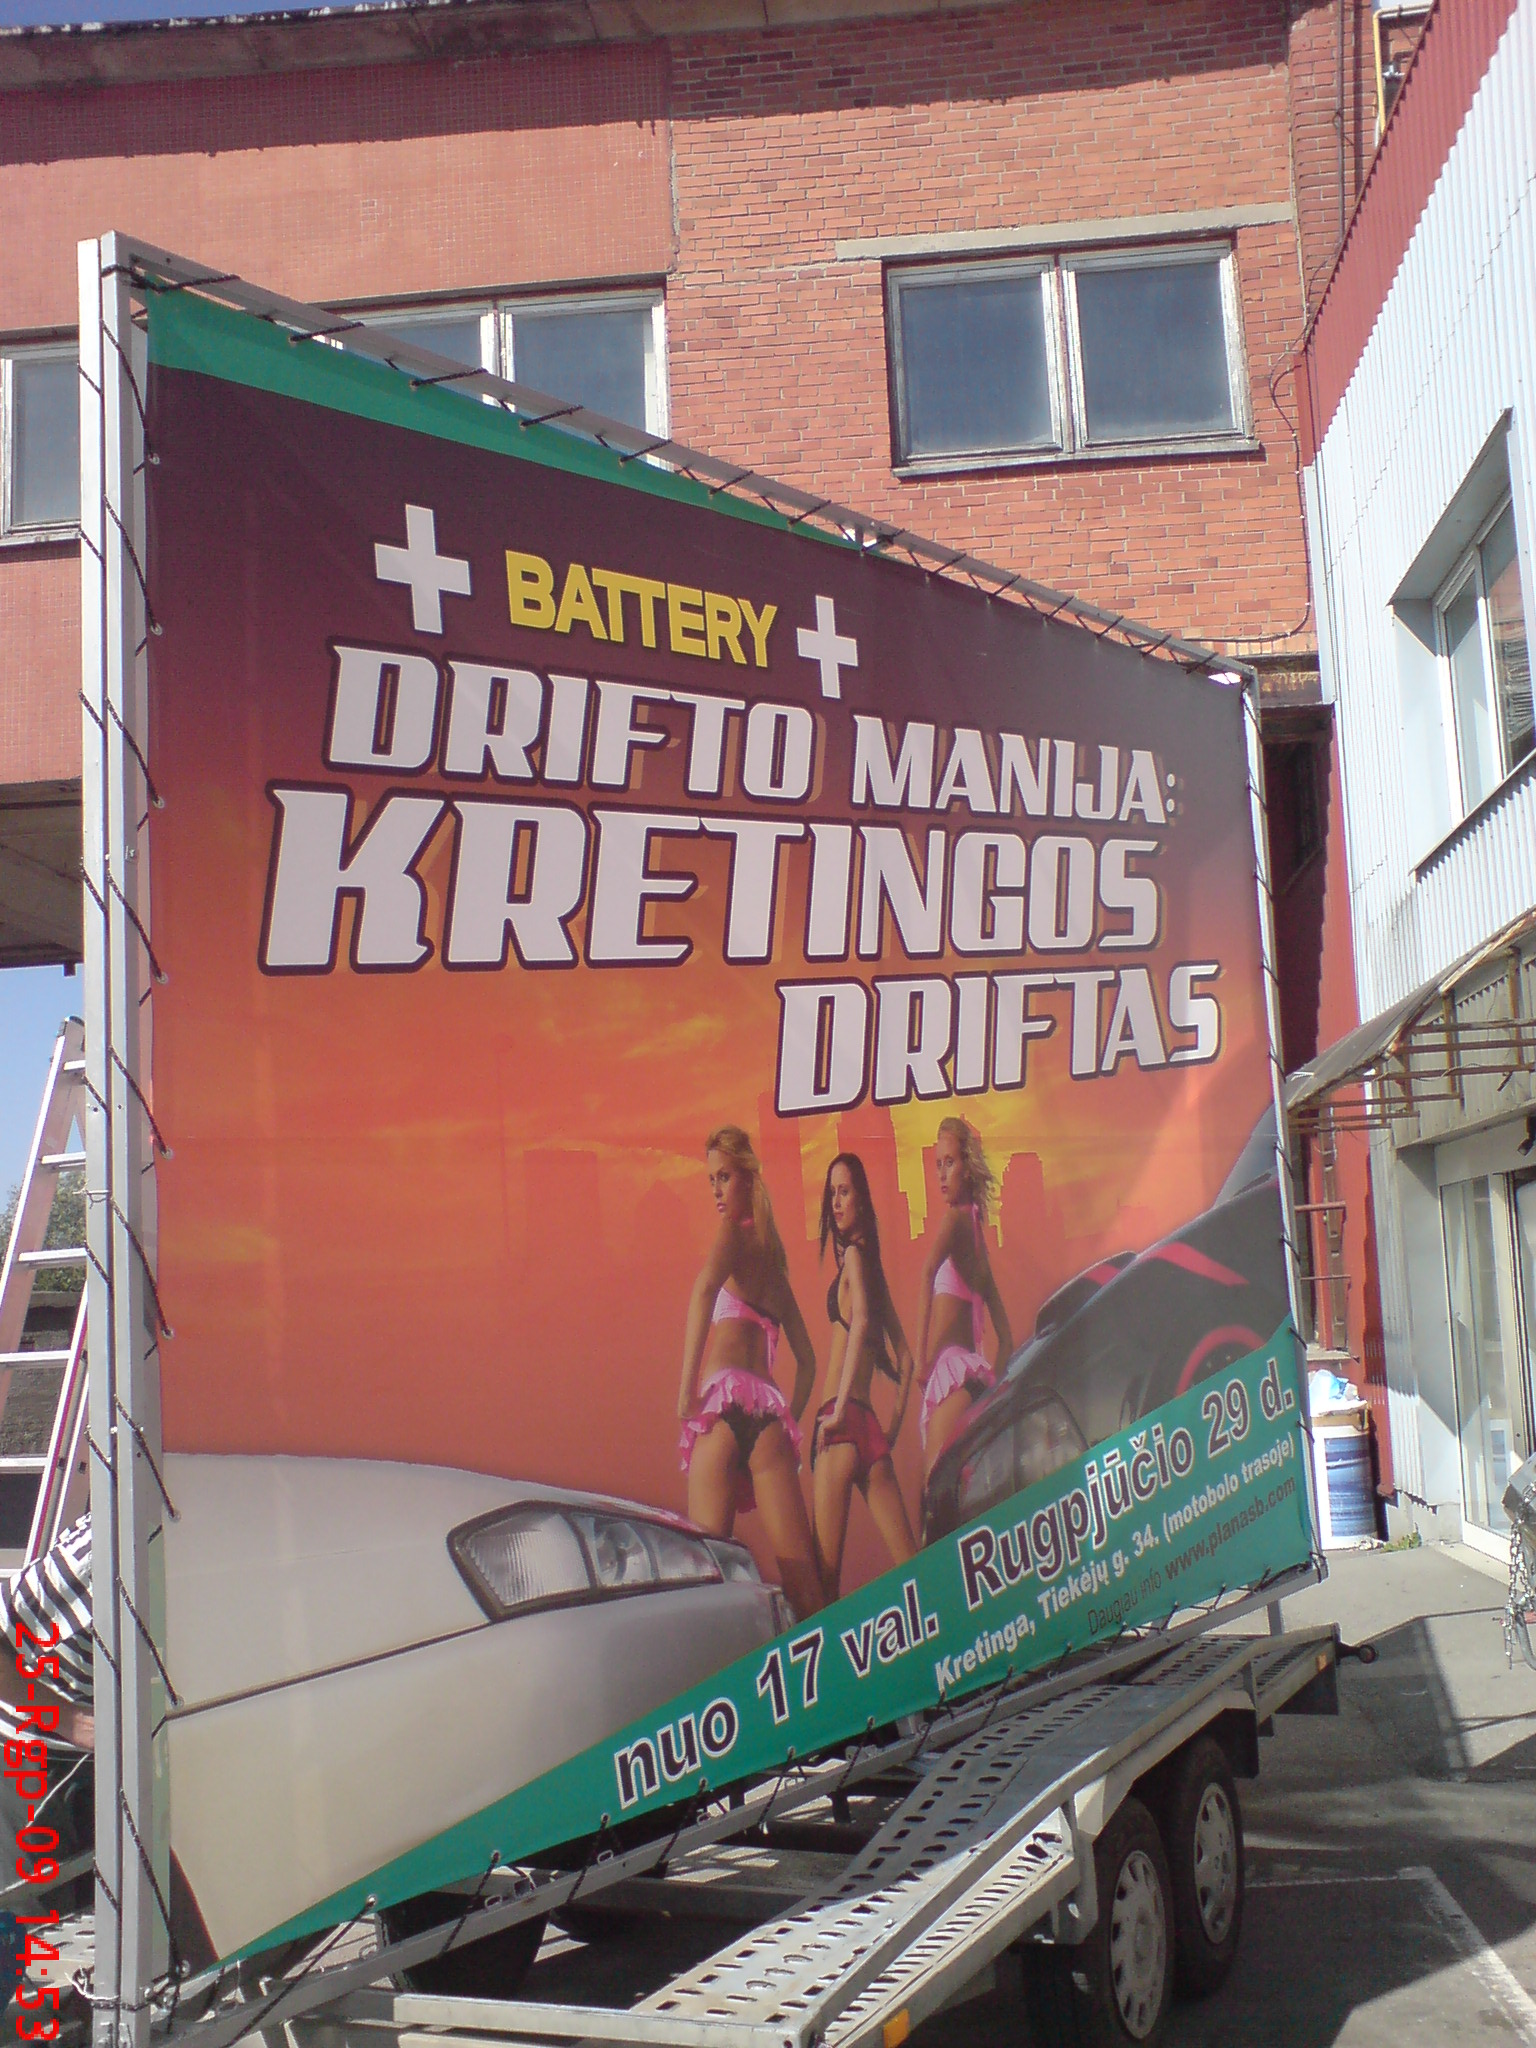 + BATTERY +
DRIFTO MANIJA:
KRETINGOS
DRIFTAS
nuo 17 val. Rugpjūčio 29 d.
Kretinga, Tiekėjų g. 34. (motobolo trasoje)
Daugiau info www.planasb.com
25-Rgp-09 14:53